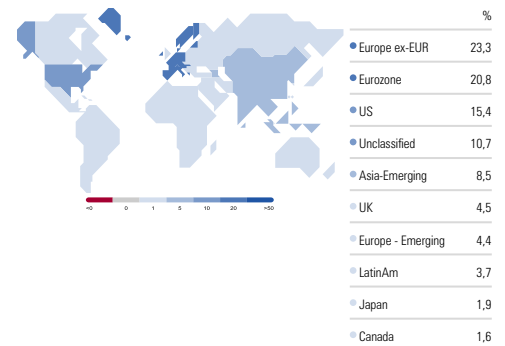 %
Europe ex-EUR 23,3
Eurozone 20,8
US 15,4
Unclassified 10,7
Asia-Emerging 8,5
UK 4,5
Europe - Emerging 4,4
LatinAm 3,7
Japan 1,9
Canada 1,6
<0 0 1 5 10 20 >50